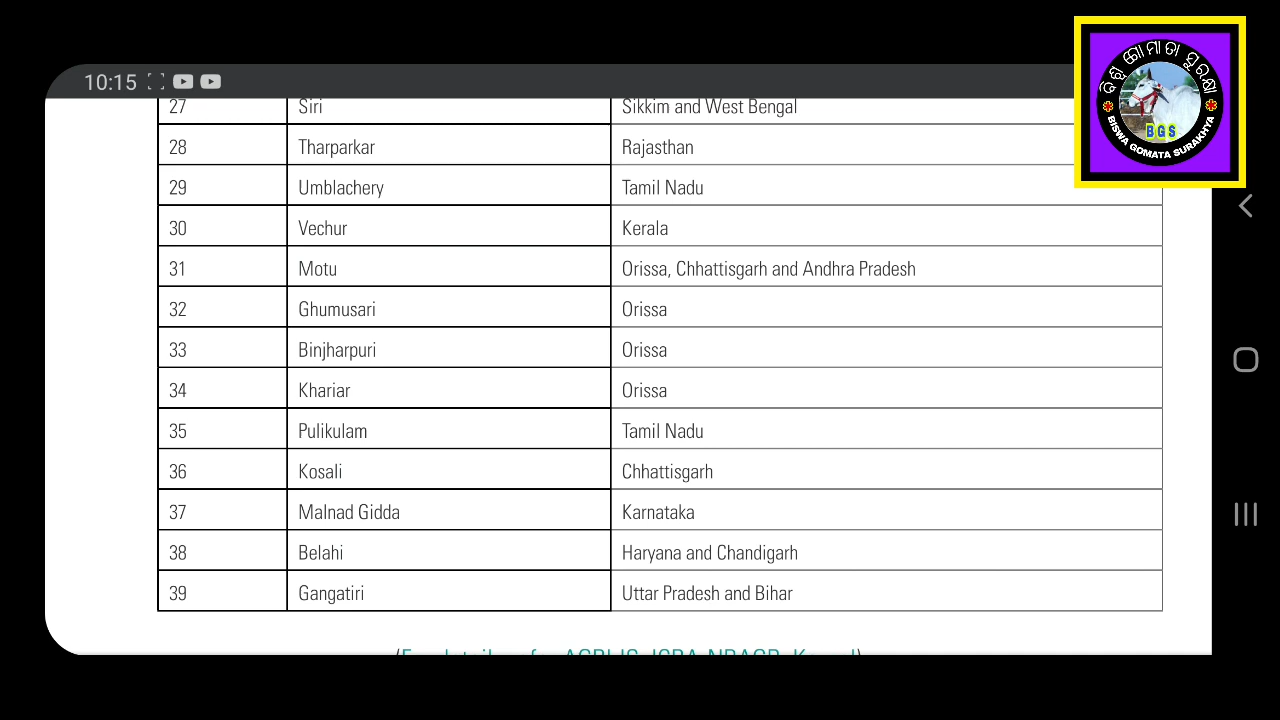 10:15
ବିଶ୍ୱ ଗୋମାତା ସୁରକ୍ଷା
BGS
BISWA GOMATA SURAKHYA
27 Siri Sikkim and West Bengal
28 Tharparkar Rajasthan
29 Umblachery Tamil Nadu
30 Vechur Kerala
31 Motu Orissa, Chhattisgarh and Andhra Pradesh
32 Ghumusari Orissa
33 Binjharpuri Orissa
34 Khariar Orissa
35 Pulikulam Tamil Nadu
36 Kosali Chhattisgarh
37 Malnad Gidda Karnataka
38 Belahi Haryana and Chandigarh
39 Gangatiri Uttar Pradesh and Bihar